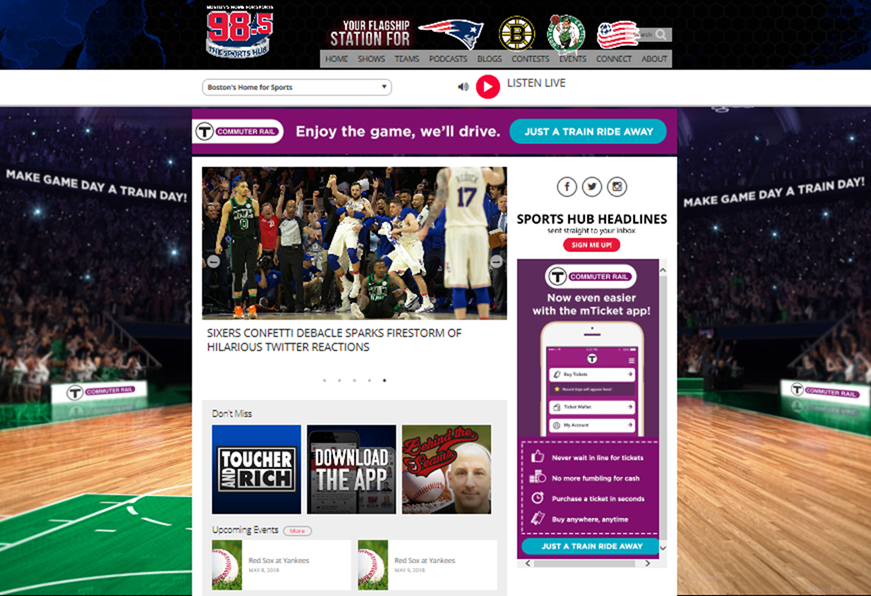 BOSTON'S HOME FOR SPORTS
98.5
THE SPORTS HUB
YOUR FLAGSHIP
STATION FOR
HOME SHOWS TEAMS PODCASTS BLOGS CONTESTS EVENTS CONNECT ABOUT
Boston's Home for Sports
LISTEN LIVE
T COMMUTER RAIL Enjoy the game, we'll drive. JUST A TRAIN RIDE AWAY
MAKE GAME DAY A TRAIN DAY!
MAKE GAME DAY A TRAIN DAY!
17
SIXERS CONFETTI DEBACLE SPARKS FIRESTORM OF
HILARIOUS TWITTER REACTIONS
SPORTS HUB HEADLINES
sent straight to your inbox
SIGN ME UP!
T COMMUTER RAIL
Now even easier
with the mTicket app!
T
Buy Tickets
Ticket Wallet
My Account
Never wait in line for tickets
No more fumbling for cash
Purchase a ticket in seconds
Buy anywhere, anytime
JUST A TRAIN RIDE AWAY
T COMMUTER RAIL
T COMMUTER RAIL
Don't Miss
TOUCHER
AND RICH
DOWNLOAD
THE APP
Behind the
Seams
Upcoming Events More
Red Sox at Yankees
MAY 8, 2018
Red Sox at Yankees
MAY 9, 2018